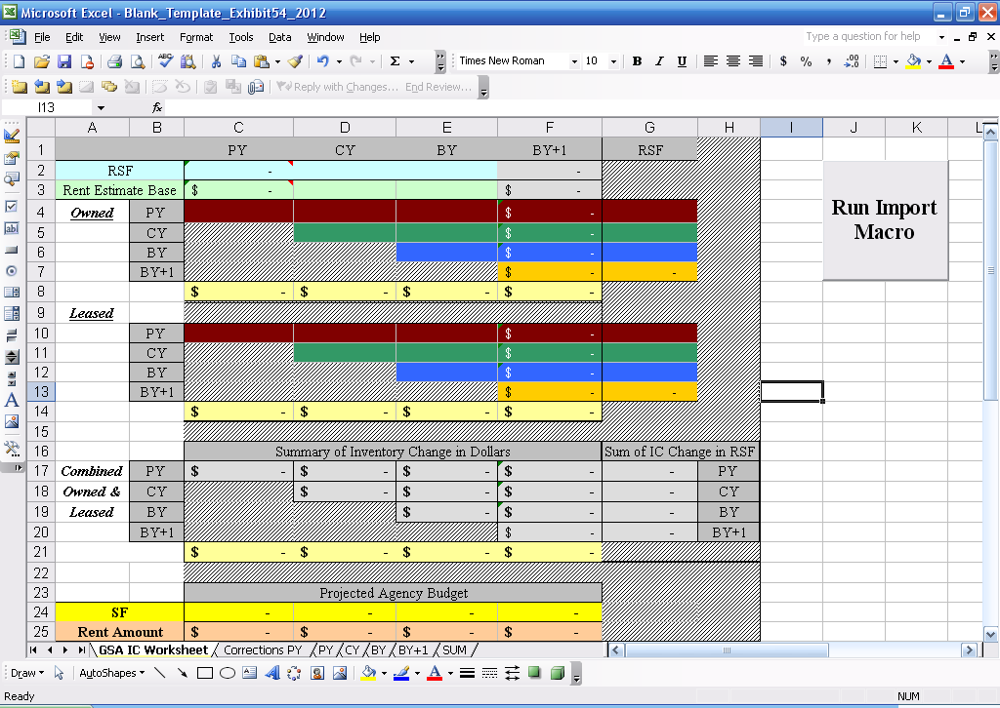 Microsoft Excel - Blank_Template_Exhibit54_2012
File Edit View Insert Format Tools Data Window Help Type a question for help
Times New Roman 10 B I U $ % ,
Reply with Changes... End Review...
I13 fx
A B C D E F G H I J K L
1 PY CY BY BY+1 RSF
2 RSF - -
3 Rent Estimate Base $ - $ -
4 Owned PY $ -
5 CY $ -
6 BY $ -
7 BY+1 $ - -
8 $ - $ - $ - $ -
9 Leased
10 PY $ -
11 CY $ -
12 BY $ -
13 BY+1 $ - -
14 $ - $ - $ - $ -
15
16 Summary of Inventory Change in Dollars Sum of IC Change in RSF
17 Combined PY $ - $ - $ - $ - - PY
18 Owned & CY $ - $ - $ - - CY
19 Leased BY $ - $ - - BY
20 BY+1 $ - - BY+1
21 $ - $ - $ - $ -
22
23 Projected Agency Budget
24 SF - - - -
25 Rent Amount $ - $ - $ - $ -
Run Import
Macro
GSA IC Worksheet Corrections PY PY CY BY BY+1 SUM
Draw AutoShapes
Ready NUM